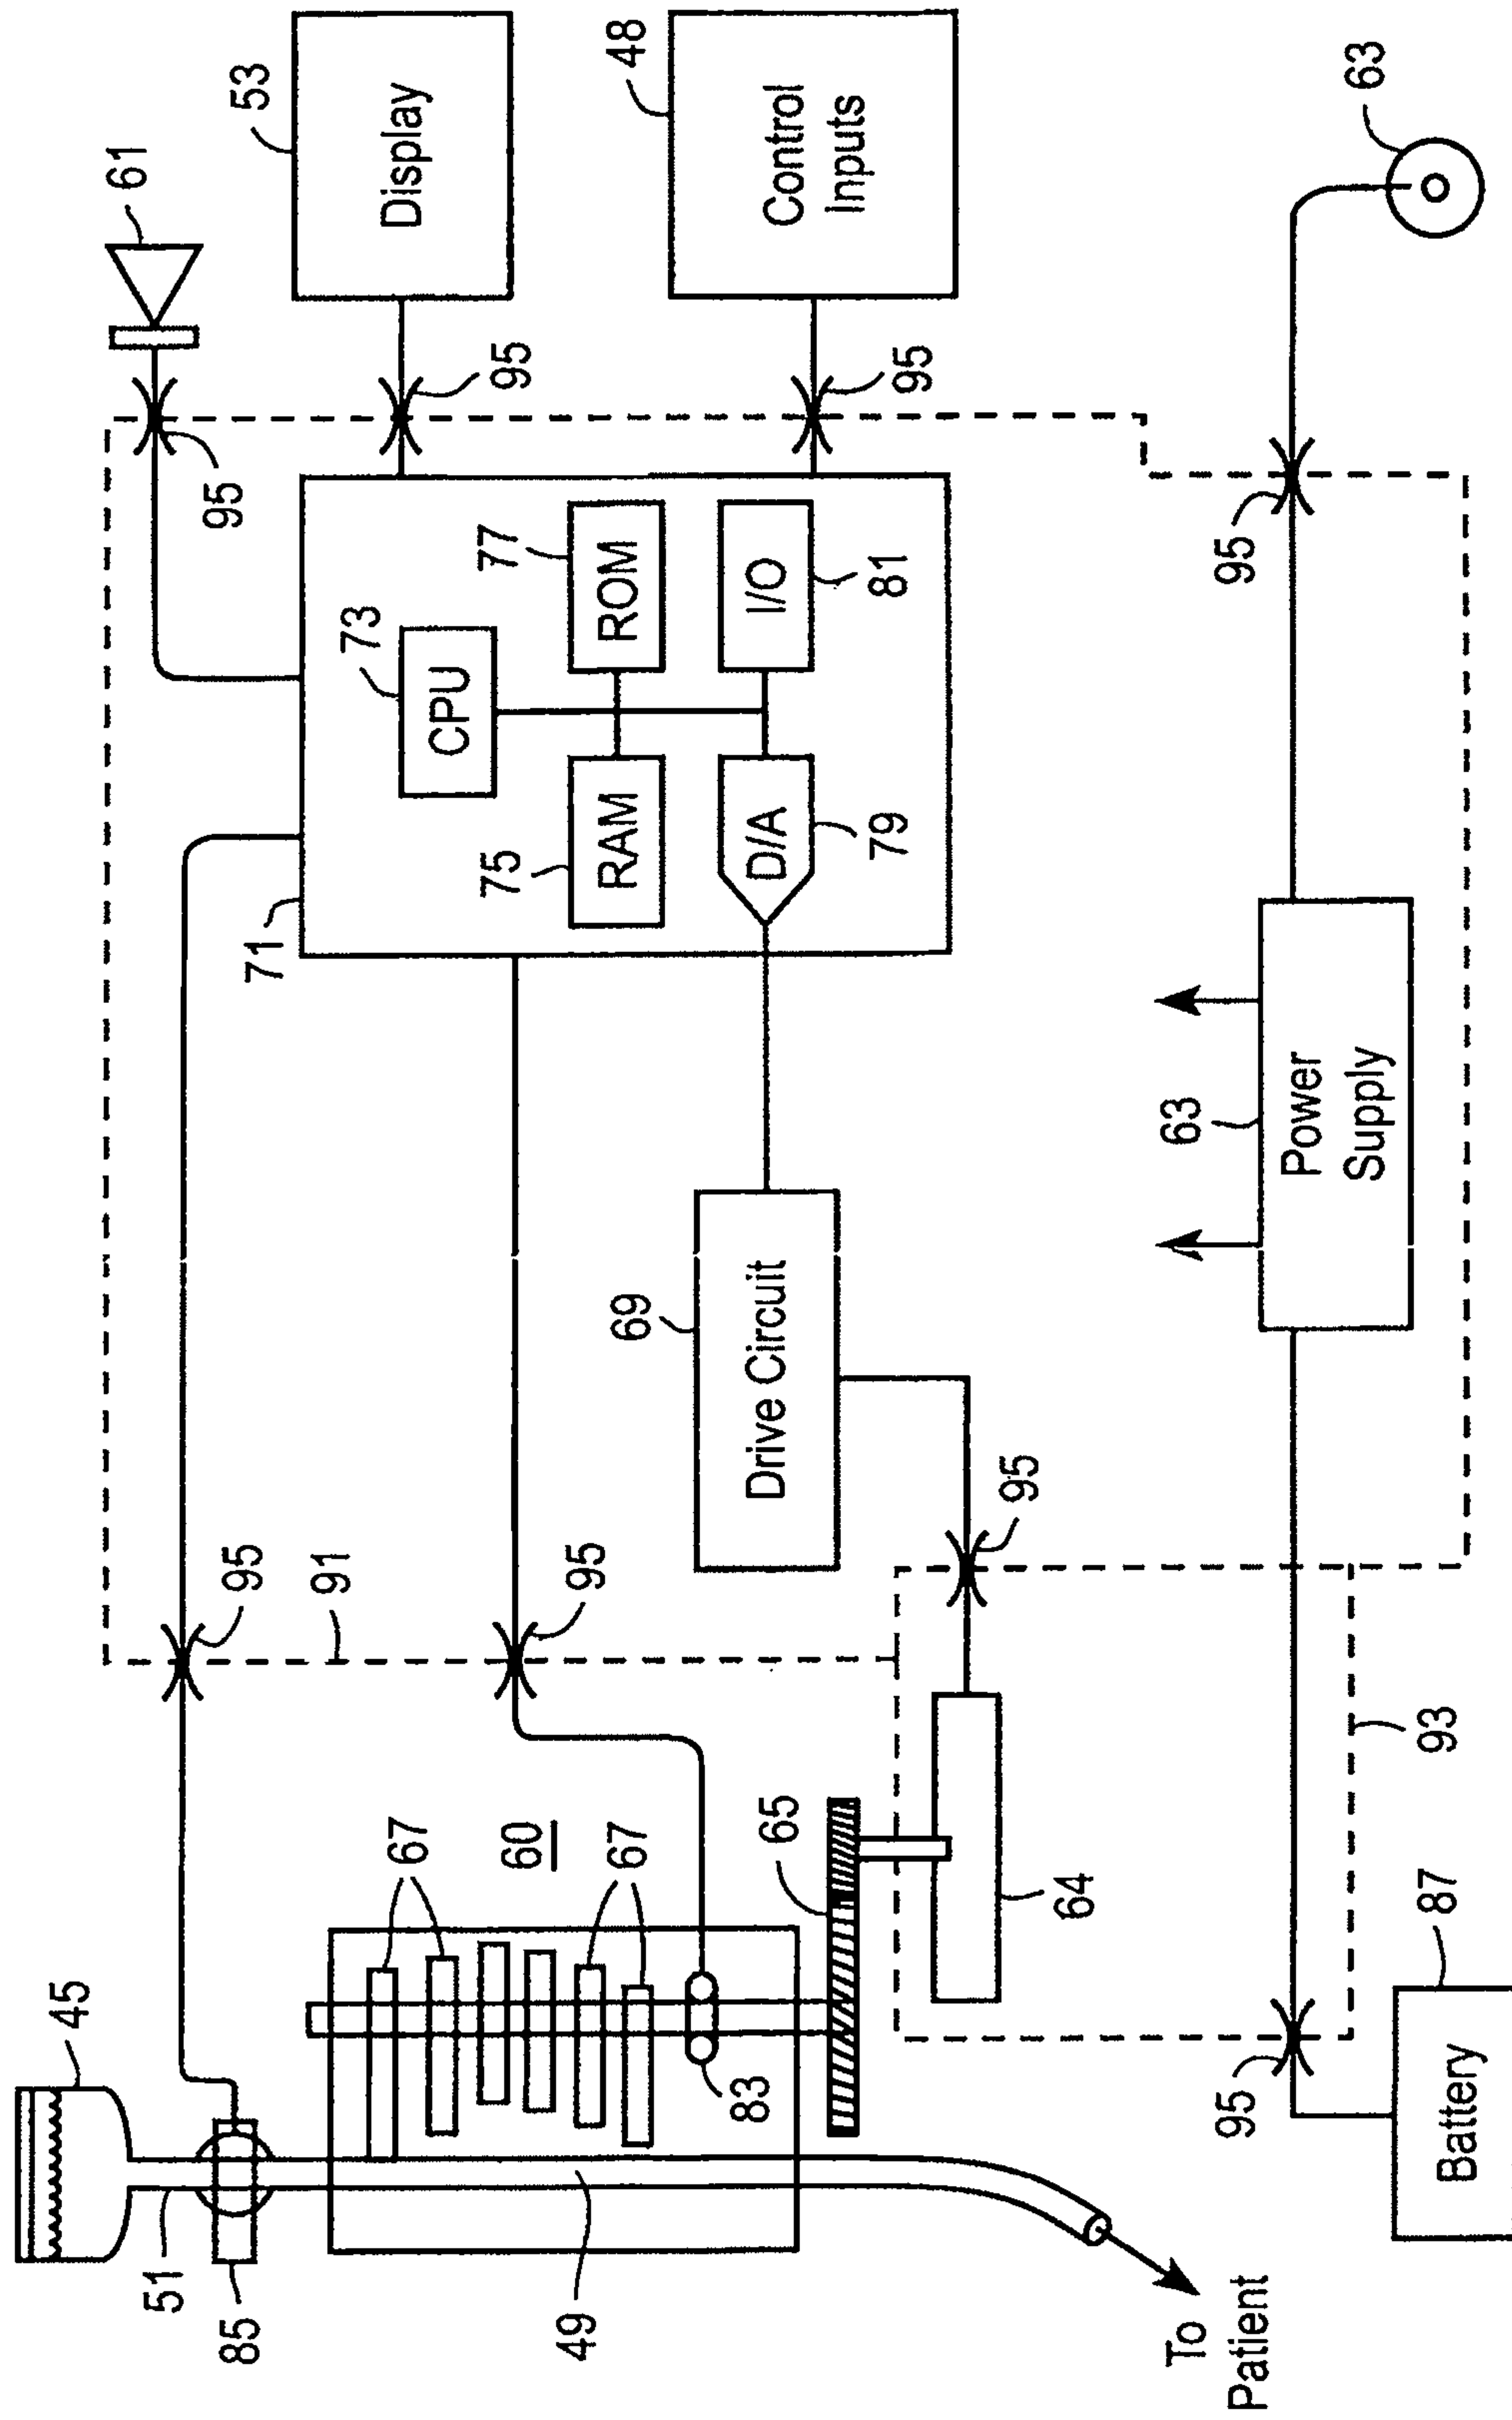 45
61
51
85
95
95
53
71
91
73
67
Display
CPU
75
77
95
60
49
95
67
69
RAM
ROM
48
83
65
Drive Circuit
D/A
I/O
Control
Inputs
79
81
95
95
64
To
Patient
63
95
95
Power
Supply
63
87
93
Battery